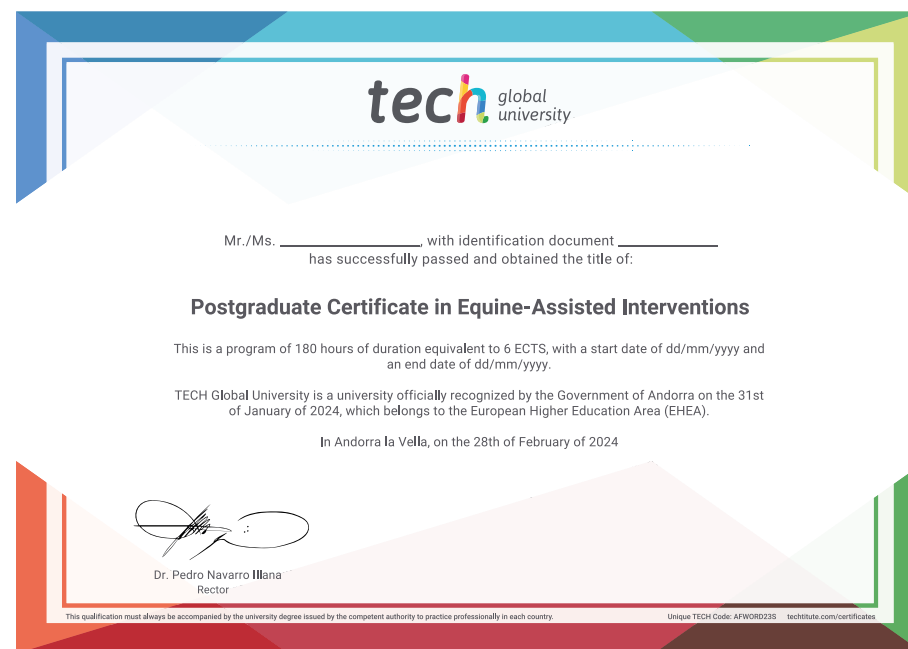 tech global university
Mr./Ms. ____________________, with identification document ______________
has successfully passed and obtained the title of:
Postgraduate Certificate in Equine-Assisted Interventions
This is a program of 180 hours of duration equivalent to 6 ECTS, with a start date of dd/mm/yyyy and
an end date of dd/mm/yyyy.
TECH Global University is a university officially recognized by the Government of Andorra on the 31st
of January of 2024, which belongs to the European Higher Education Area (EHEA).
In Andorra la Vella, on the 28th of February of 2024
Dr. Pedro Navarro Illana
Rector
This qualification must always be accompanied by the university degree issued by the competent authority to practice professionally in each country.
Unique TECH Code: AFWORD23S techtitute.com/certificates